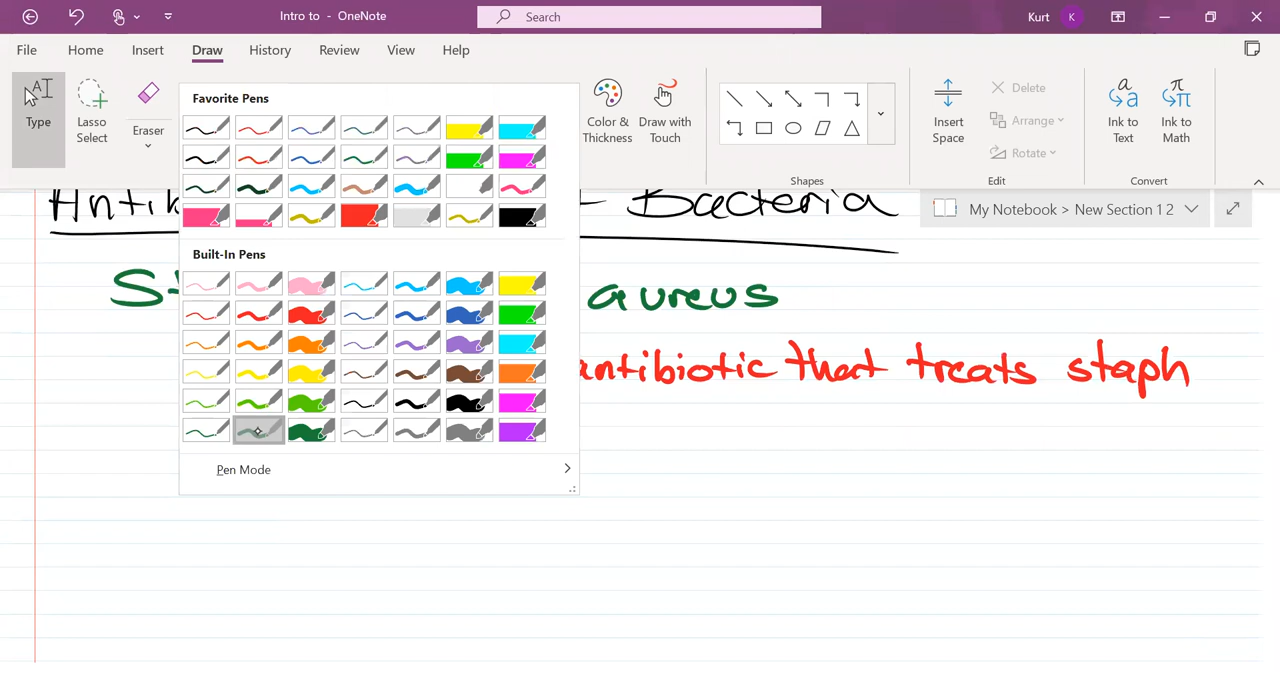 Intro to - OneNote
Search
Kurt K
File Home Insert Draw History Review View Help
Type
Lasso Select
Eraser
Favorite Pens
Built-In Pens
Pen Mode
Color & Thickness
Draw with Touch
Shapes
Insert Space
Delete
Arrange
Rotate
Edit
Ink to Text
Ink to Math
Convert
My Notebook > New Section 1 2
Antib - Bacteria
St aureus
antibiotic that treats staph